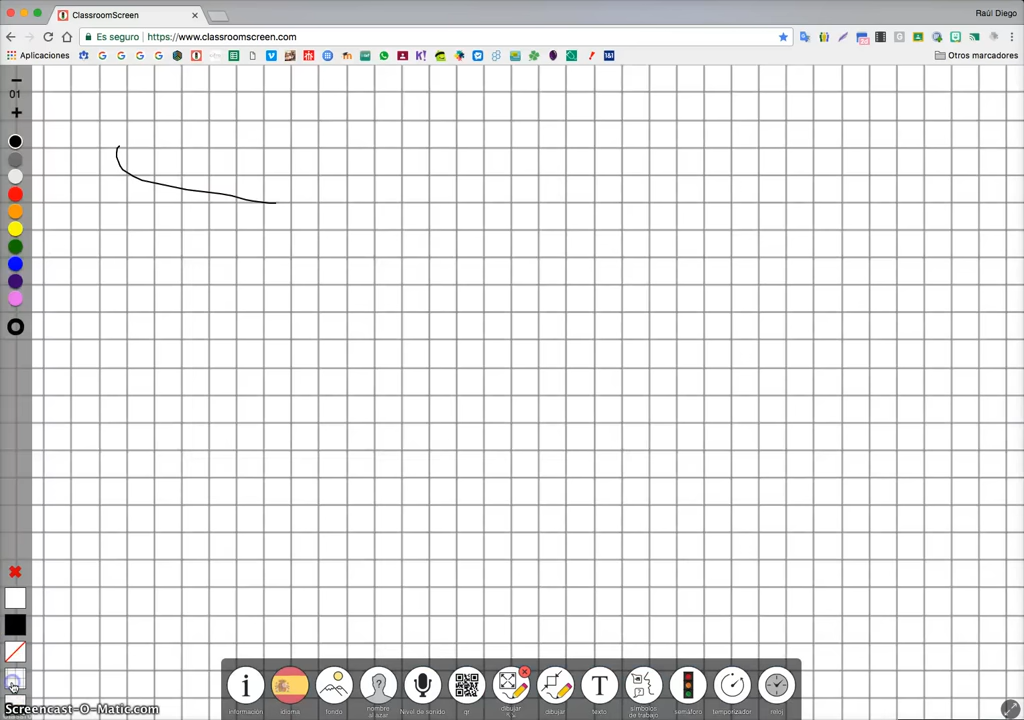 ClassroomScreen
Raúl Diego
Es seguro
https://www.classroomscreen.com
Aplicaciones
Otros marcadores
01
información
idioma
fondo
nombre
al azar
Nivel de sonido
qr
dibujar
dibujar
texto
símbolos
de trabajo
semáforo
temporizador
reloj
Screencast-O-Matic.com